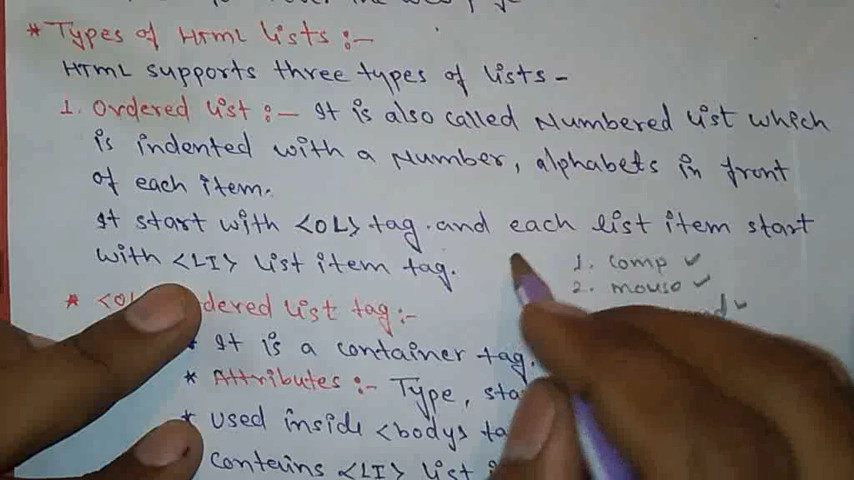 * Types of HTML lists :-
HTML supports three types of lists -
1. Ordered list :- It is also called Numbered list which
is indented with a Number, alphabets in front
of each item.
It start with <OL> tag. and each list item start
with <LI> list item tag.
1. comp ✓
2. mouse ✓
* <OL> list tag:-
* It is a container tag.
* Attributes :- Type,
* used inside <body>
contains <LI> list